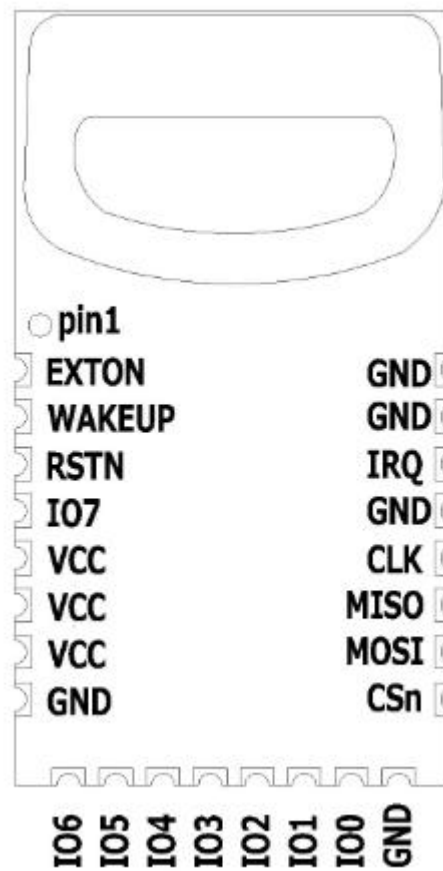 pin1
EXTON GND
WAKEUP GND
RSTN IRQ
IO7 GND
VCC CLK
VCC MISO
VCC MOSI
GND CSn
IO6 IO5 IO4 IO3 IO2 IO1 IO0 GND